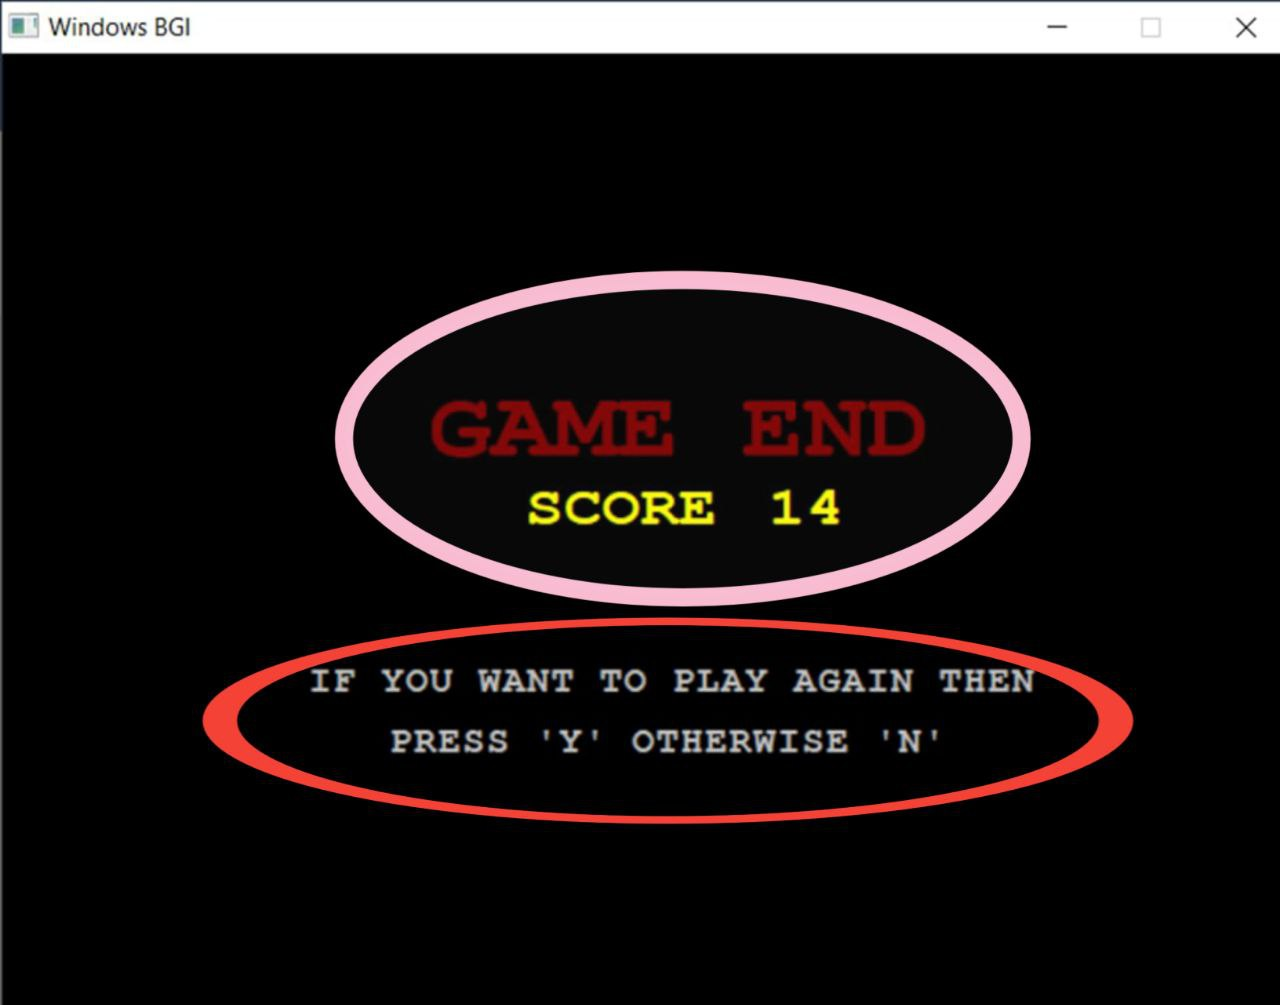 Windows BGI
GAME END
SCORE 14
IF YOU WANT TO PLAY AGAIN THEN
PRESS 'Y' OTHERWISE 'N'